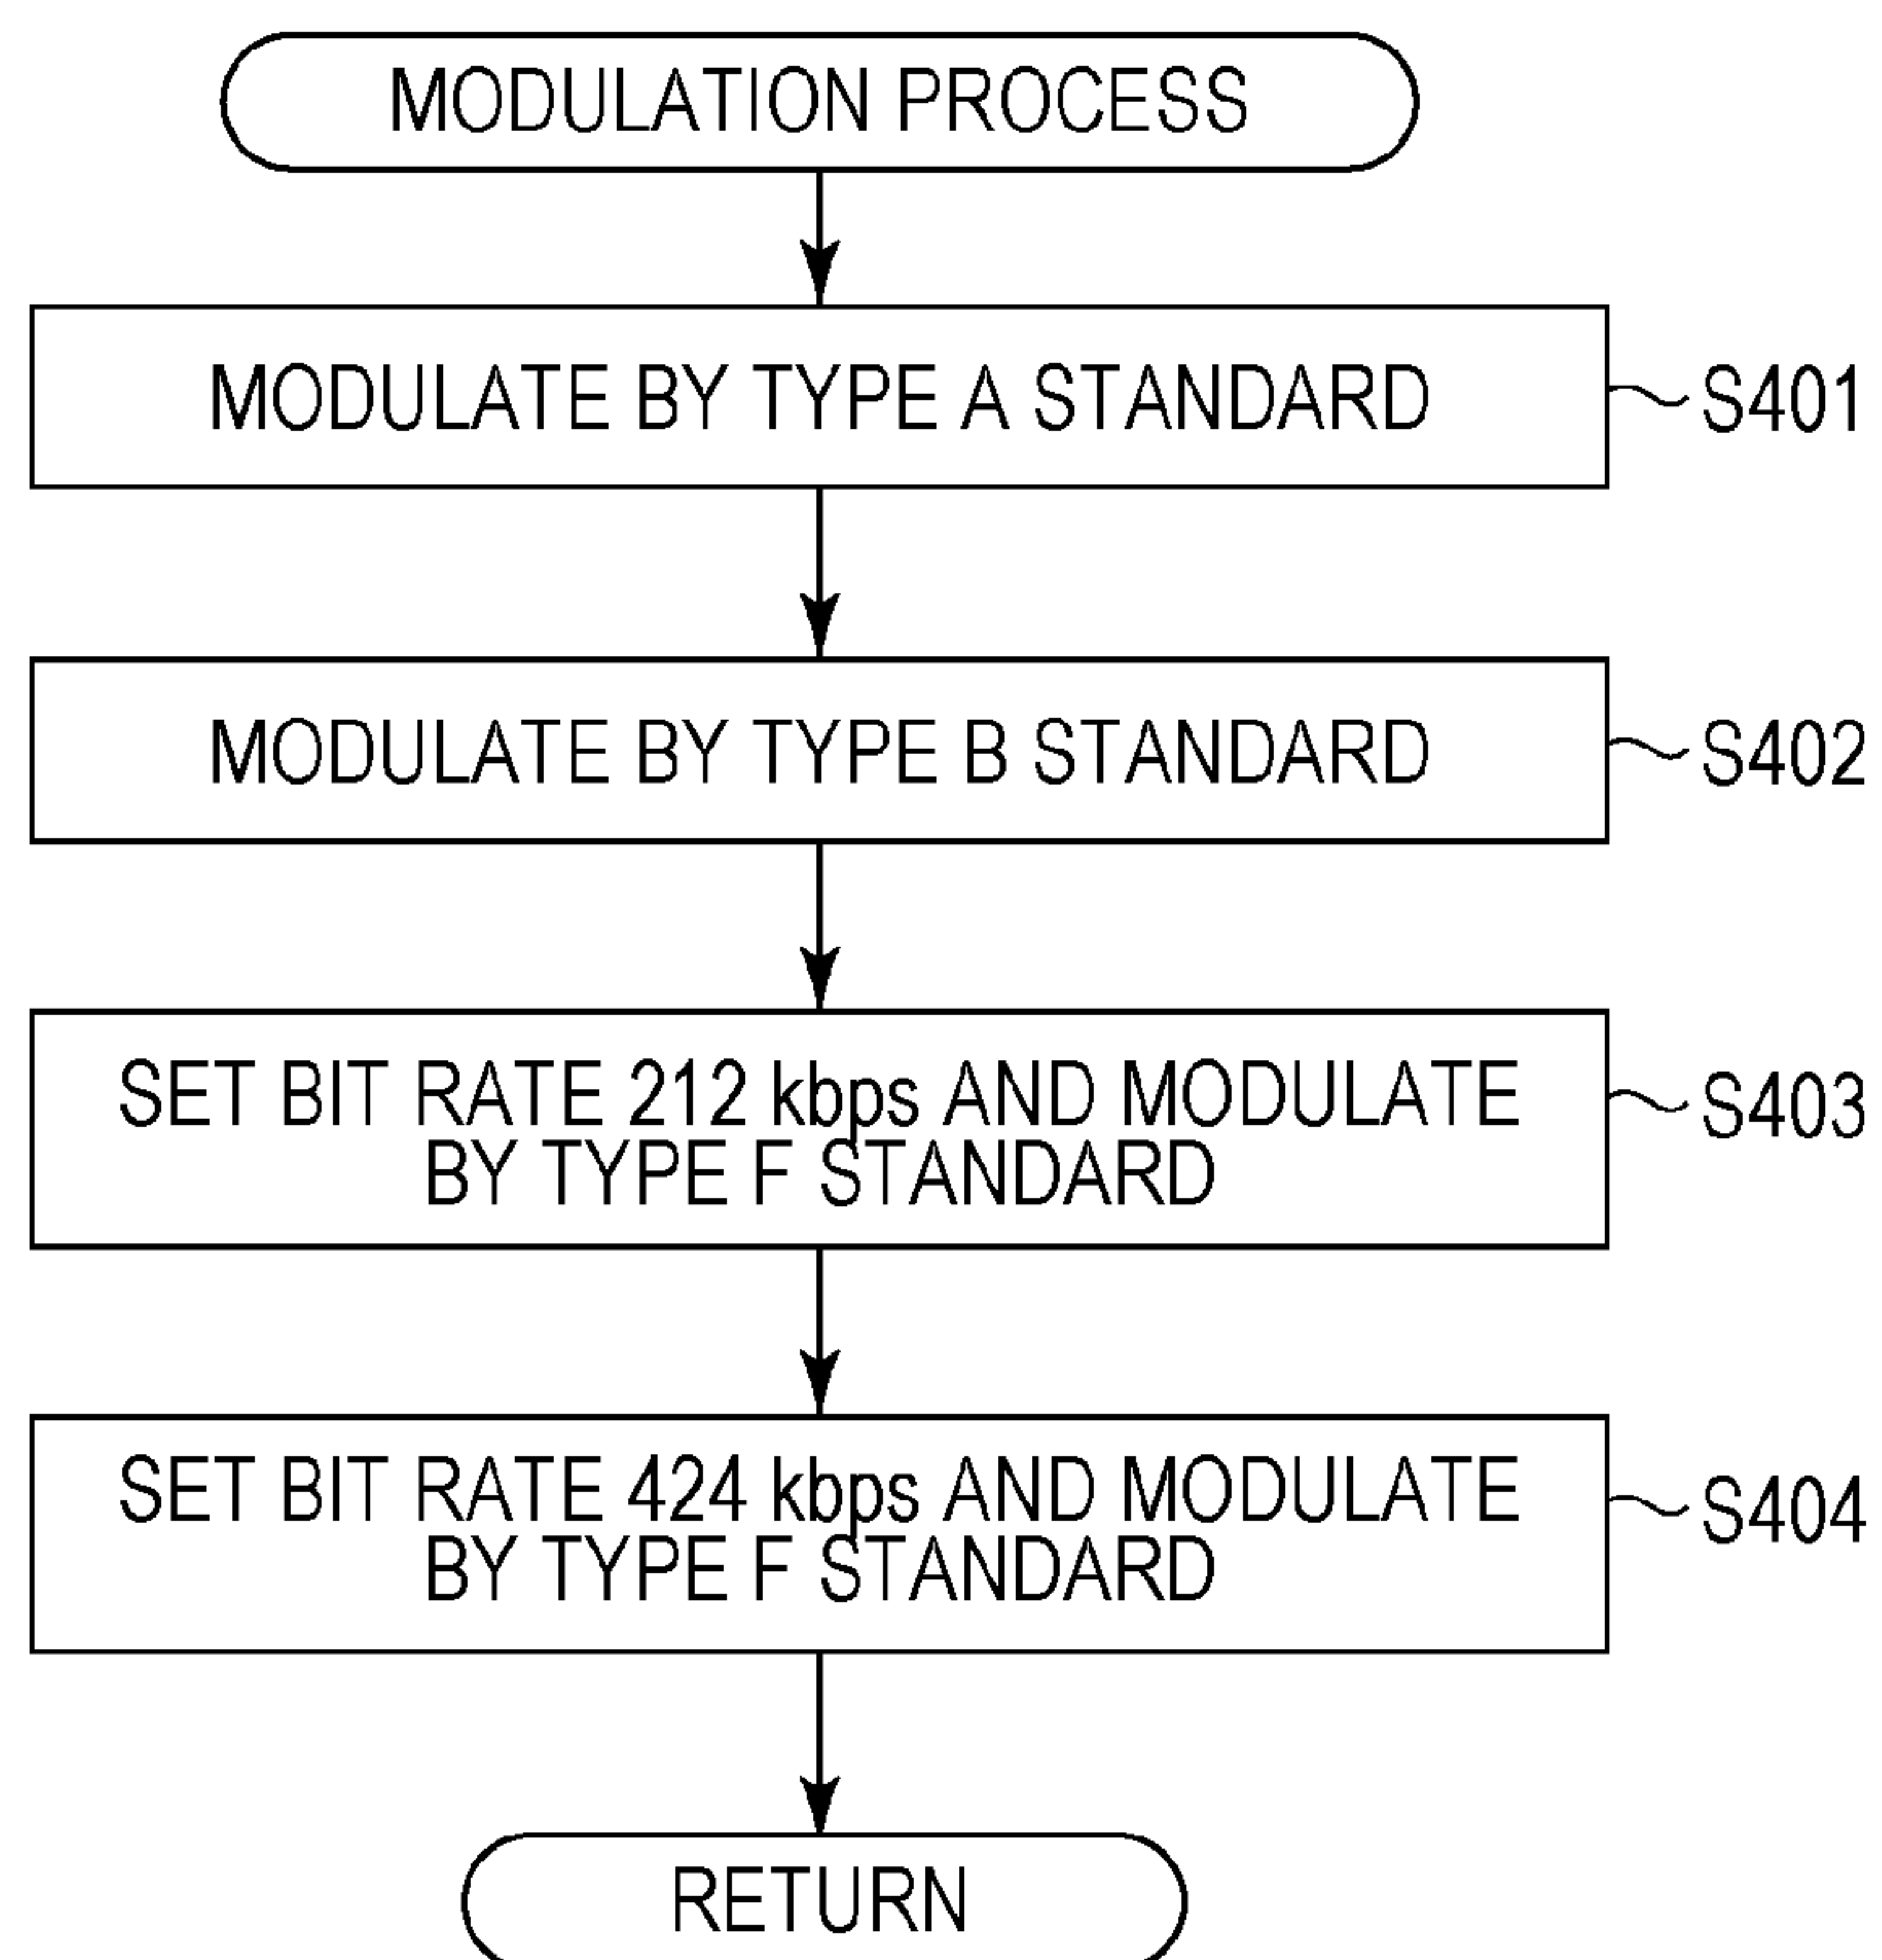 MODULATION PROCESS
MODULATE BY TYPE A STANDARD
S401
MODULATE BY TYPE B STANDARD
S402
SET BIT RATE 212 kbps AND MODULATE
BY TYPE F STANDARD
S403
SET BIT RATE 424 kbps AND MODULATE
BY TYPE F STANDARD
S404
RETURN